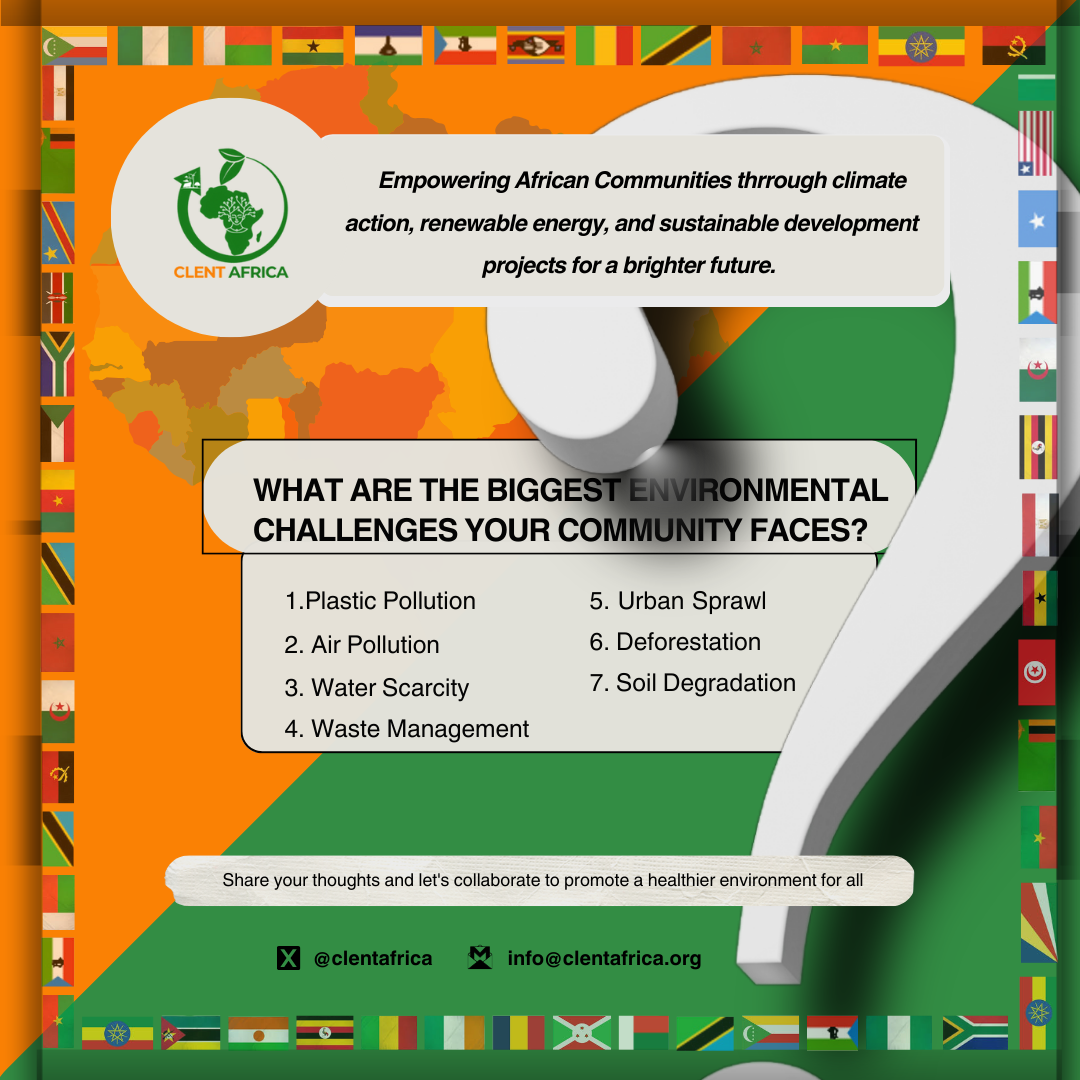 CLENT AFRICA
Empowering African Communities thrrough climate
action, renewable energy, and sustainable development
projects for a brighter future.
WHAT ARE THE BIGGEST ENVIRONMENTAL
CHALLENGES YOUR COMMUNITY FACES?
1.Plastic Pollution
2. Air Pollution
3. Water Scarcity
4. Waste Management
5. Urban Sprawl
6. Deforestation
7. Soil Degradation
Share your thoughts and let's collaborate to promote a healthier environment for all
X @clentafrica info@clentafrica.org